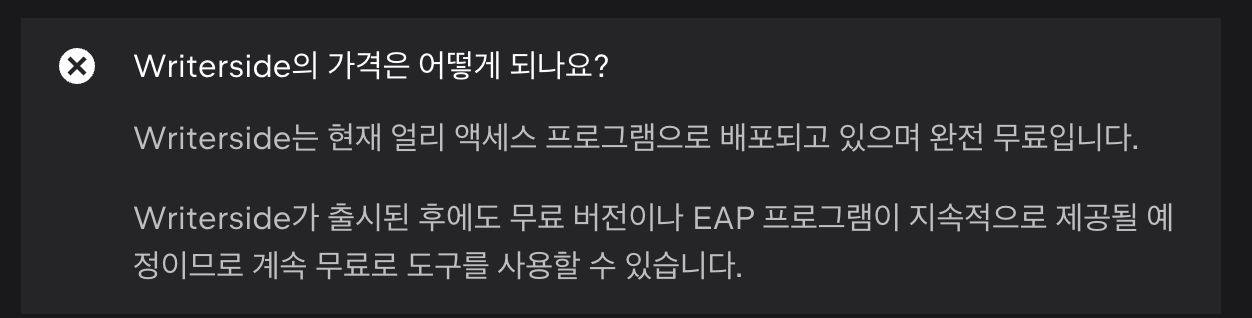 Writerside의 가격은 어떻게 되나요?
Writerside는 현재 얼리 액세스 프로그램으로 배포되고 있으며 완전 무료입니다.
Writerside가 출시된 후에도 무료 버전이나 EAP 프로그램이 지속적으로 제공될 예
정이므로 계속 무료로 도구를 사용할 수 있습니다.